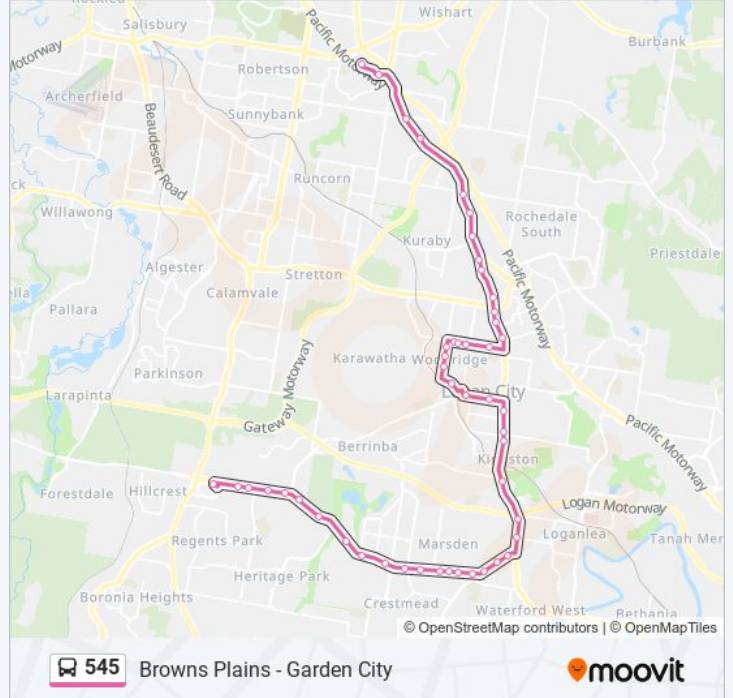 Rocklea
Salisbury
Pacific Motorway
Wishart
Burbank
Motorway
Robertson
Archerfield
Sunnybank
Beaudesert Road
Runcorn
ck
Willawong
Rochedale
South
Kuraby
Priestdale
Algester
Stretton
Pacific Motorway
ella
Calamvale
Pallara
Karawatha
Woodridge
Parkinson
Logan City
Larapinta
Gateway Motorway
Berrinba
Pacific Motorway
Kingston
Forestdale
Hillcrest
Logan Motorway
Loganlea
Tanah Mer
Regents Park
Marsden
Heritage Park
Boronia Heights
Crestmead
Waterford West
Bethania
© OpenStreetMap contributors | © OpenMapTiles
545
Browns Plains - Garden City
moovit